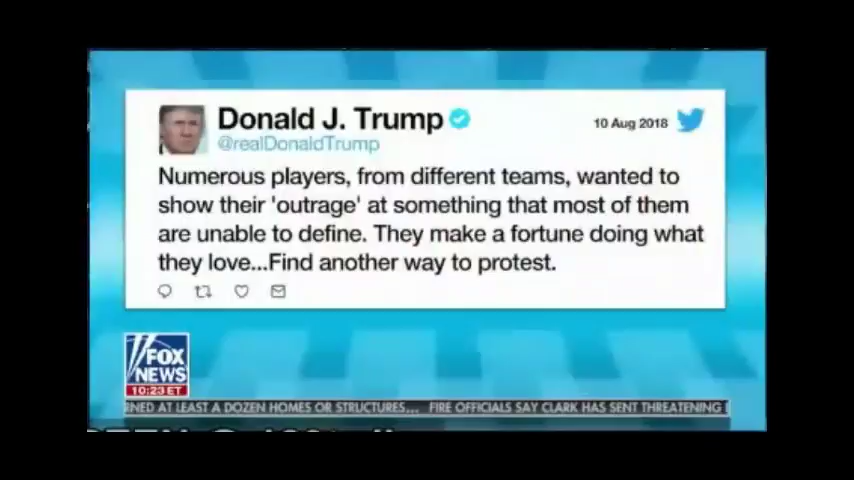 Donald J. Trump
10 Aug 2018
@realDonaldTrump
Numerous players, from different teams, wanted to
show their 'outrage' at something that most of them
are unable to define. They make a fortune doing what
they love...Find another way to protest.
FOX
NEWS
10:23 ET
RNED AT LEAST A DOZEN HOMES OR STRUCTURES... FIRE OFFICIALS SAY CLARK HAS SENT THREATENING